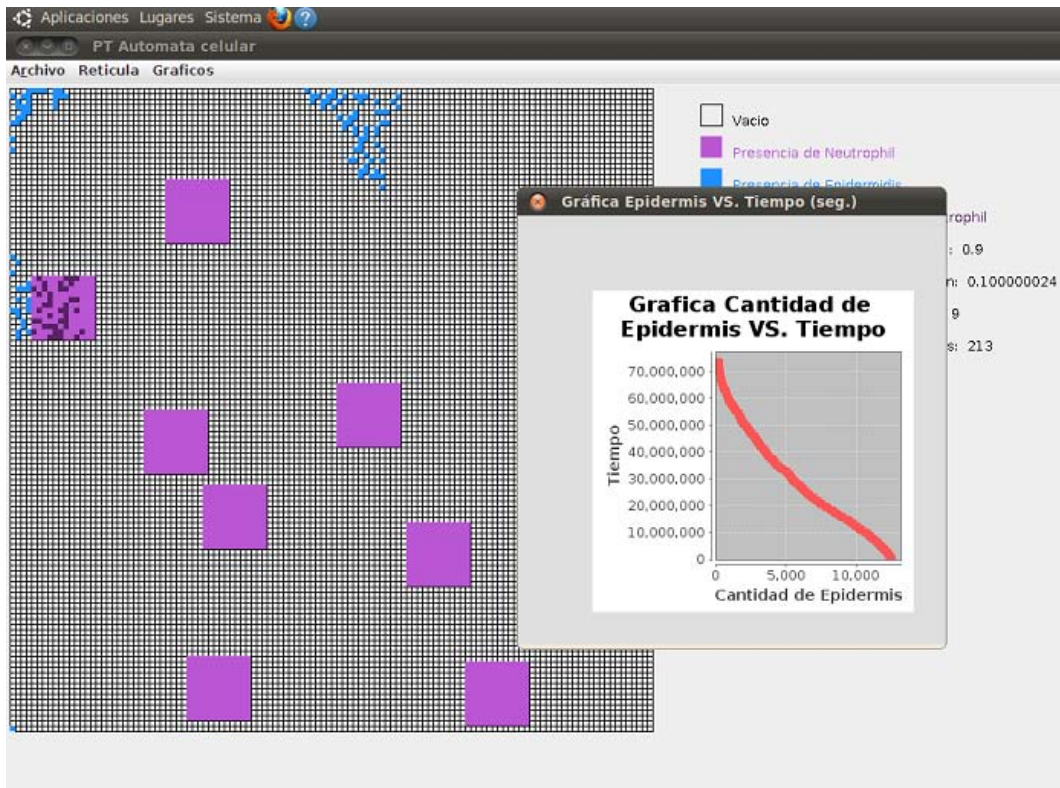 Aplicaciones Lugares Sistema
PT Automata celular
Archivo Reticula Graficos
Vacio
Presencia de Neutrophil
Presencia de Epidermidis
Gráfica Epidermis VS. Tiempo (seg.)
rophil
: 0.9
n: 0.100000024
9
s: 213
Grafica Cantidad de
Epidermis VS. Tiempo
70,000,000
60,000,000
50,000,000
40,000,000
30,000,000
20,000,000
10,000,000
0
Tiempo
0 5,000 10,000
Cantidad de Epidermis